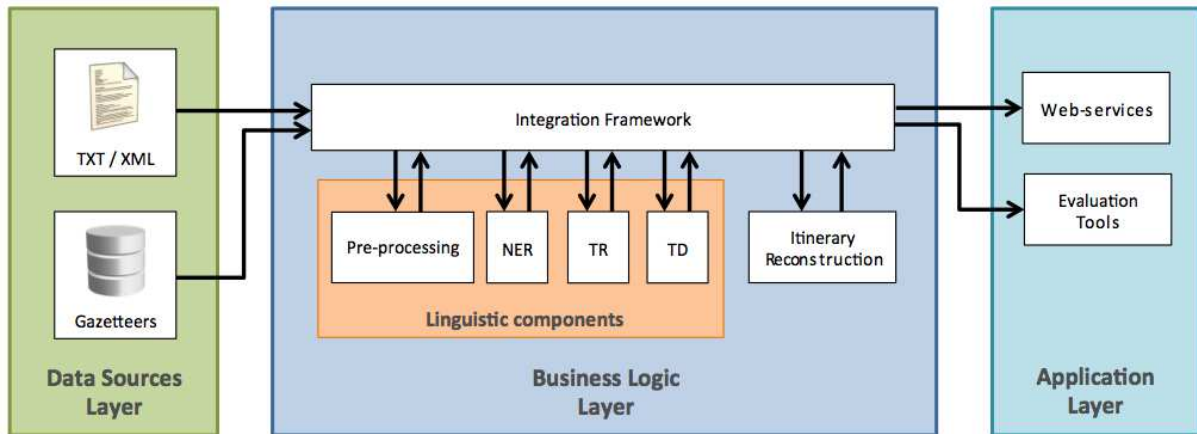 TXT / XML
Gazetteers
Data Sources
Layer
Integration Framework
Pre-processing
NER
TR
TD
Linguistic components
Itinerary
Reconstruction
Business Logic
Layer
Web-services
Evaluation
Tools
Application
Layer